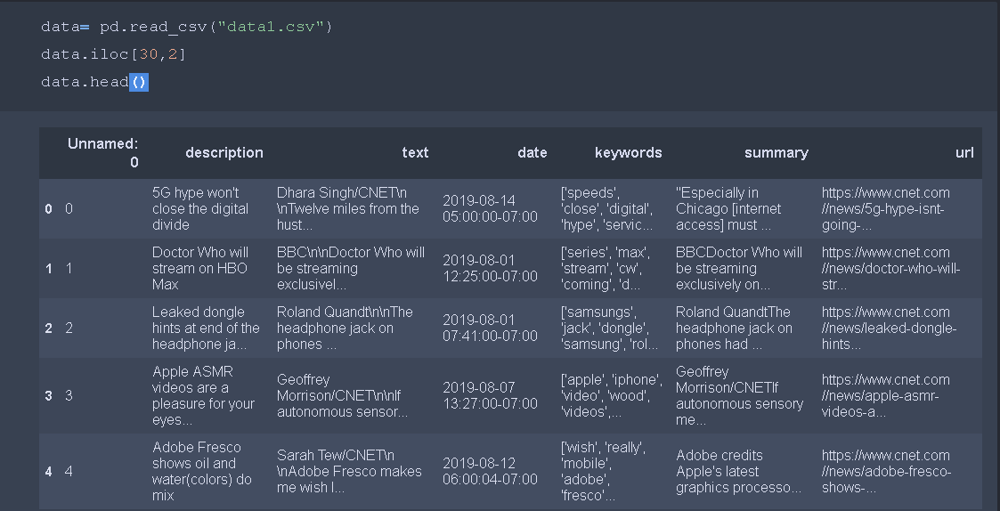 data= pd.read_csv("data1.csv")
data.iloc[30,2]
data.head()
Unnamed: 0 description text date keywords summary url
0 0 5G hype won't close the digital divide Dhara Singh/CNET\n \nTwelve miles from the hust... 2019-08-14 05:00:00-07:00 ['speeds', 'close', 'digital', 'hype', 'servic... "Especially in Chicago [internet access] must ... https://www.cnet.com //news/5g-hype-isnt-going-...
1 1 Doctor Who will stream on HBO Max BBC\n\nDoctor Who will be streaming exclusivel... 2019-08-01 12:25:00-07:00 ['series', 'max', 'stream', 'cw', 'coming', 'd... BBCDoctor Who will be streaming exclusively on... https://www.cnet.com //news/doctor-who-will-str...
2 2 Leaked dongle hints at end of the headphone ja... Roland Quandt\n\nThe headphone jack on phones ... 2019-08-01 07:41:00-07:00 ['samsungs', 'jack', 'dongle', 'samsung', 'rol... Roland QuandtThe headphone jack on phones had ... https://www.cnet.com //news/leaked-dongle-hints-...
3 3 Apple ASMR videos are a pleasure for your eyes... Geoffrey Morrison/CNET\n\nIf autonomous sensor... 2019-08-07 13:27:00-07:00 ['apple', 'iphone', 'video', 'wood', 'videos',... Geoffrey Morrison/CNETIf autonomous sensory me... https://www.cnet.com //news/apple-asmr-videos-a...
4 4 Adobe Fresco shows oil and water(colors) do mix Sarah Tew/CNET\n \nAdobe Fresco makes me wish I... 2019-08-12 06:00:04-07:00 ['wish', 'really', 'mobile', 'adobe', 'fresco'... Adobe credits Apple's latest graphics processo... https://www.cnet.com //news/adobe-fresco-shows-...